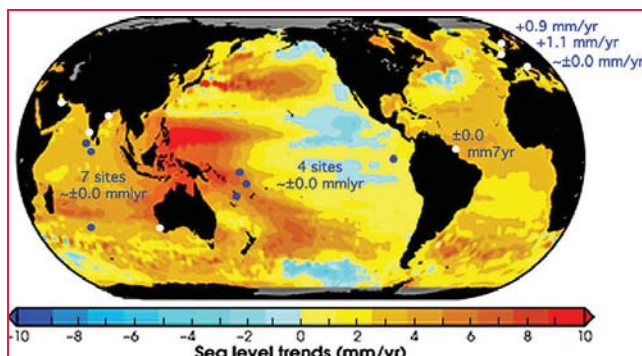 +0.9 mm/yr
+1.1 mm/yr
~±0.0 mm/yr
±0.0
mm7yr
7 sites
~±0.0 mmlyr
4 sites
~±0.0 mmlyr
-10 -8 -6 -4 -2 0 2 4 6 8 10
Sea level trends (mm/yr)